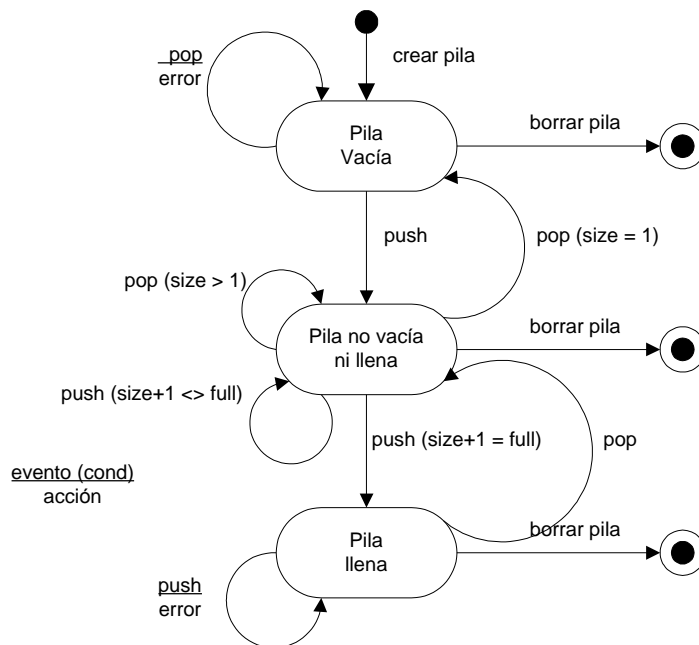 crear pila
pop
error
Pila
Vacía
borrar pila
push
pop (size = 1)
pop (size > 1)
Pila no vacía
ni llena
borrar pila
push (size+1 <> full)
push (size+1 = full)
pop
evento (cond)
acción
Pila
llena
borrar pila
push
error